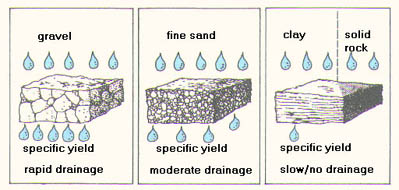 gravel
specific yield
rapid drainage
fine sand
specific yield
moderate drainage
clay
solid
rock
specific yield
slow/no drainage